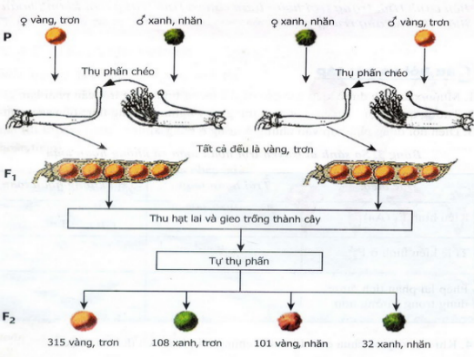 P ♀ vàng, trơn ♂ xanh, nhăn ♀ xanh, nhăn ♂ vàng, trơn
Thụ phấn chéo Thụ phấn chéo
Tất cả đều là vàng, trơn
F₁
Thu hạt lai và gieo trồng thành cây
Tự thụ phấn
F₂
315 vàng, trơn 108 xanh, trơn 101 vàng, nhăn 32 xanh, nhăn